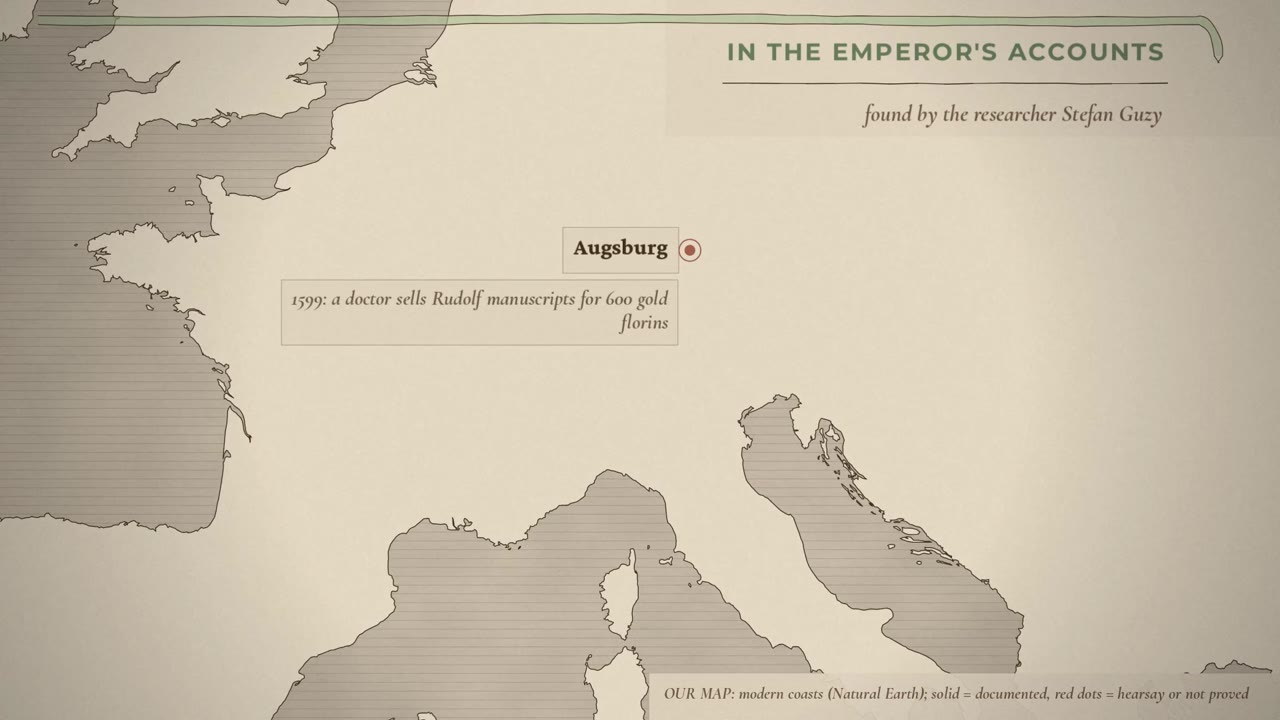 IN THE EMPEROR'S ACCOUNTS
found by the researcher Stefan Guzy
Augsburg
1599: a doctor sells Rudolf manuscripts for 600 gold
florins
OUR MAP: modern coasts (Natural Earth); solid = documented, red dots = hearsay or not proved